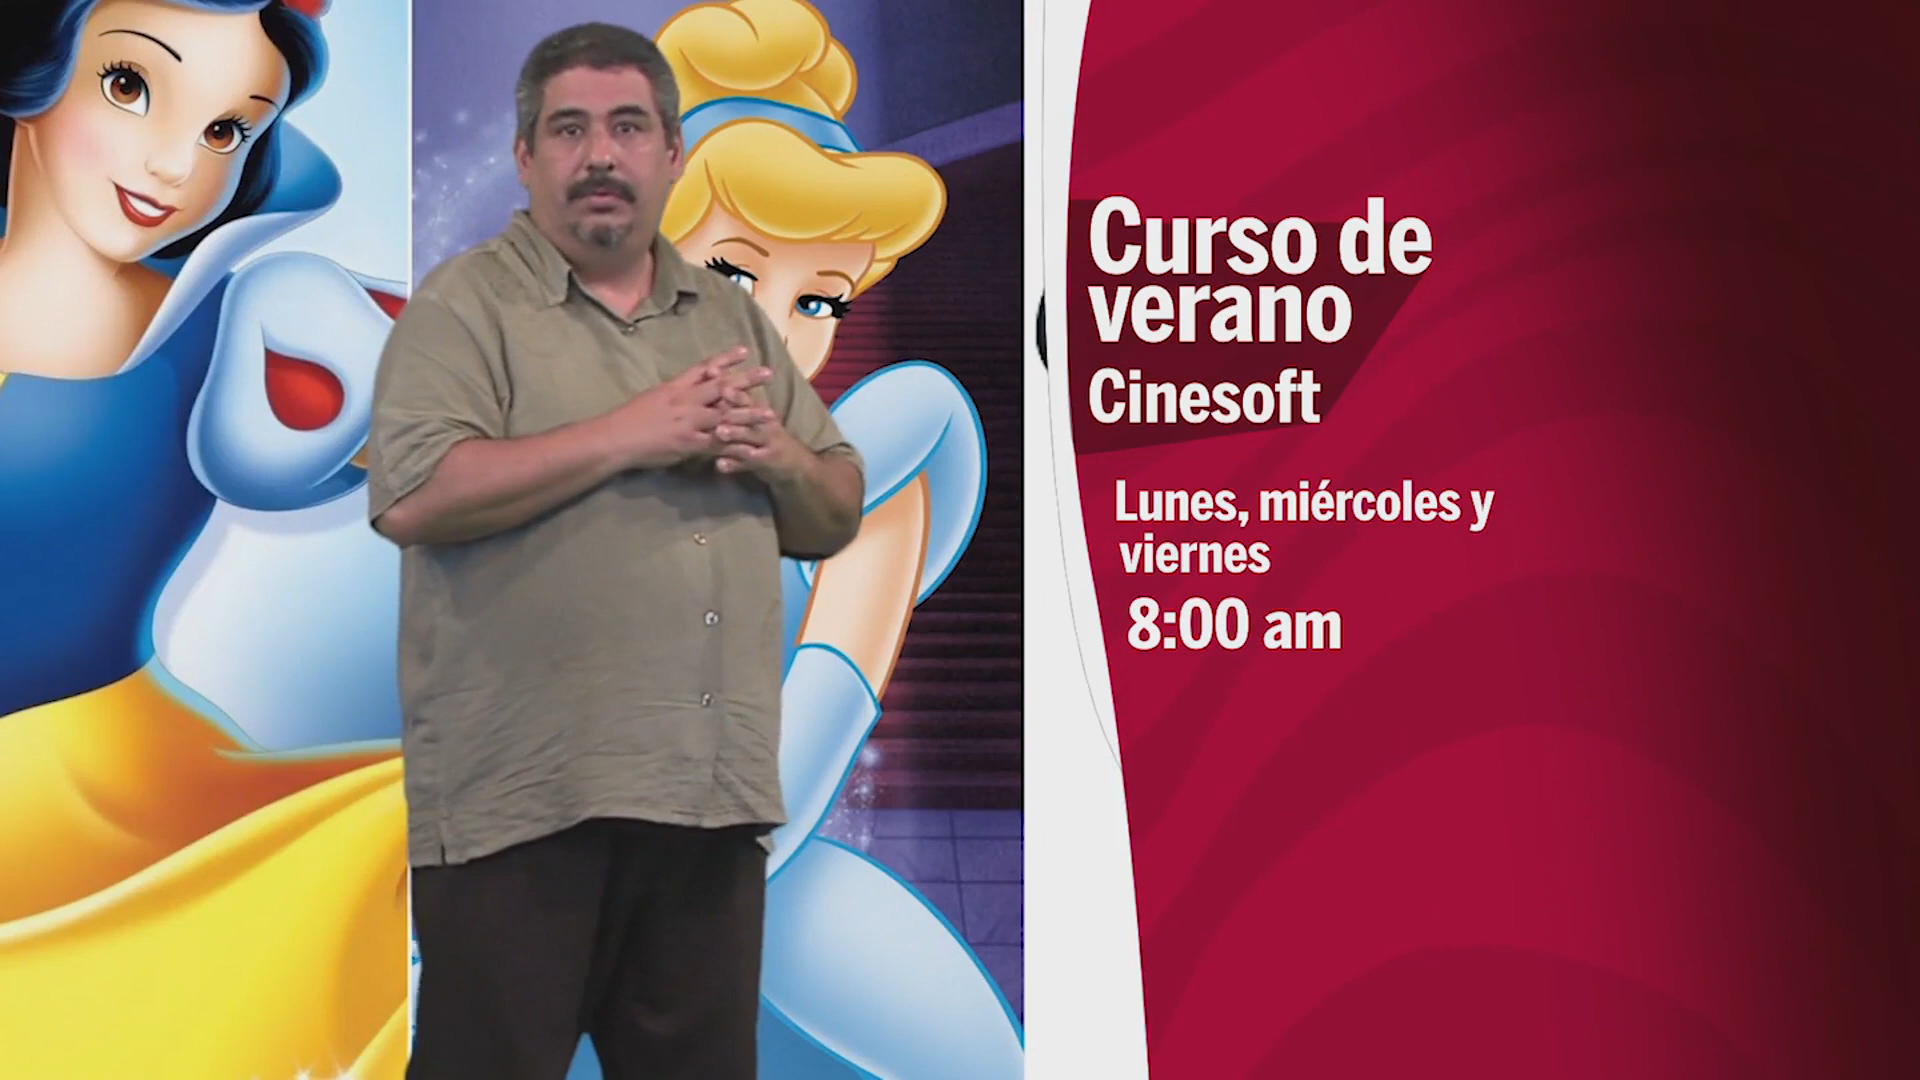 Curso de
verano
Cinesoft
Lunes, miércoles y
viernes
8:00 am